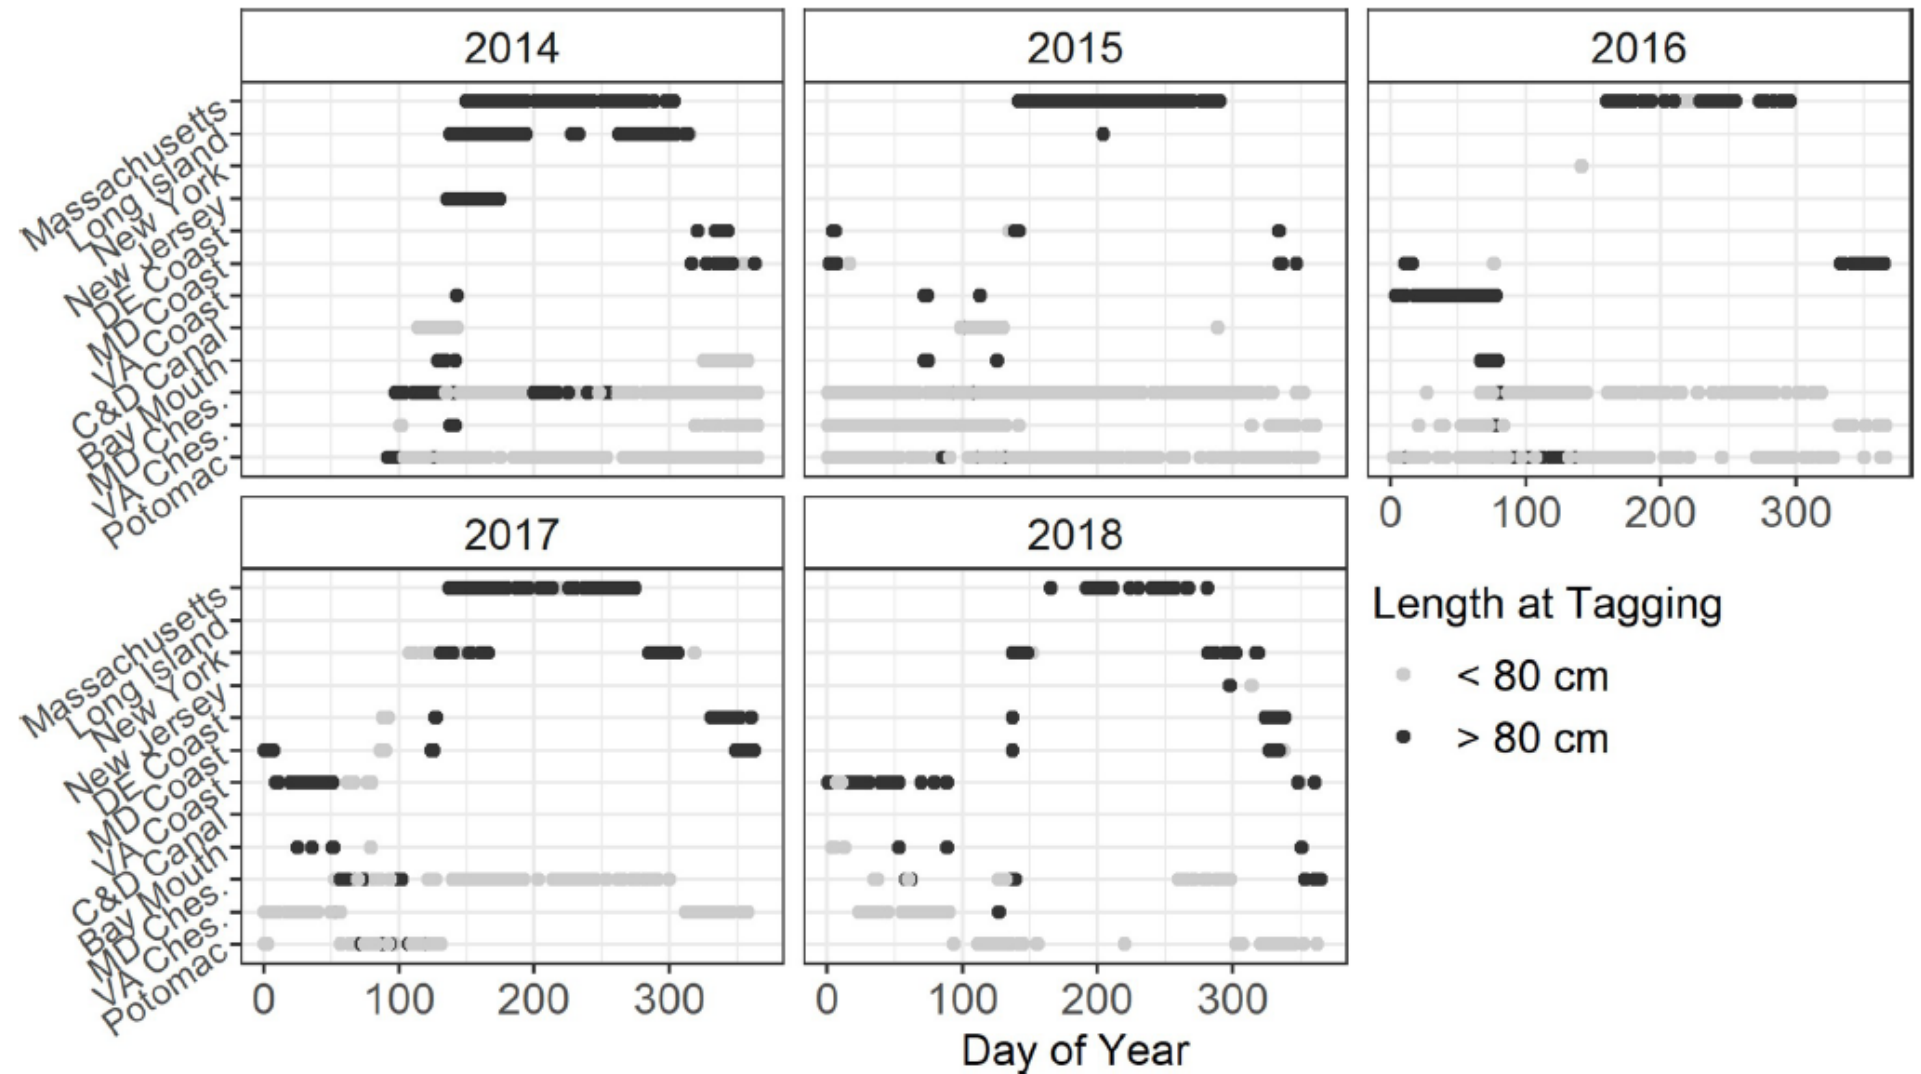 2014
2015
2016
Massachusetts
Long Island
New York
New Jersey
DE Coast
MD Coast
VA Coast
C&D Canal
Bay Mouth
MD Ches.
VA Ches.
Potomac
0 100 200 300
2017
2018
Length at Tagging
< 80 cm
> 80 cm
Massachusetts
Long Island
New York
New Jersey
DE Coast
MD Coast
VA Coast
C&D Canal
Bay Mouth
MD Ches.
VA Ches.
Potomac
0 100 200 300
0 100 200 300
Day of Year